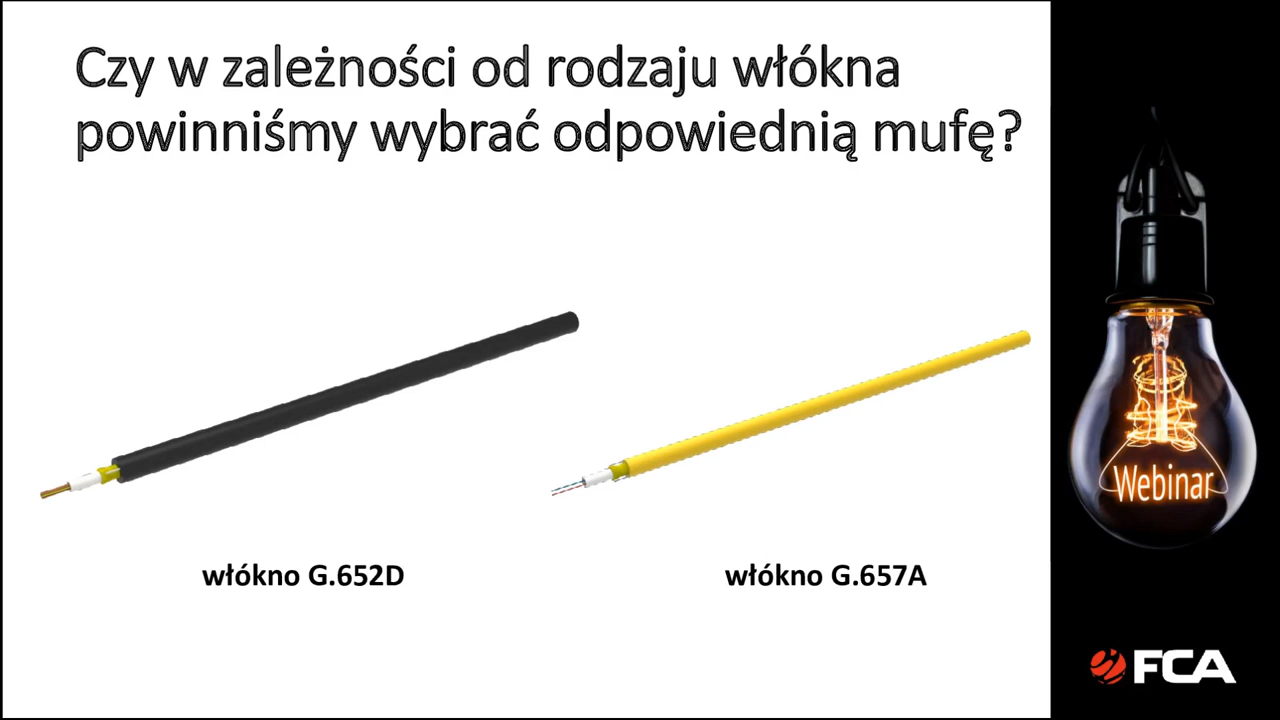 Czy w zależności od rodzaju włókna
powinniśmy wybrać odpowiednią mufę?
włókno G.652D
włókno G.657A
Webinar
FCA